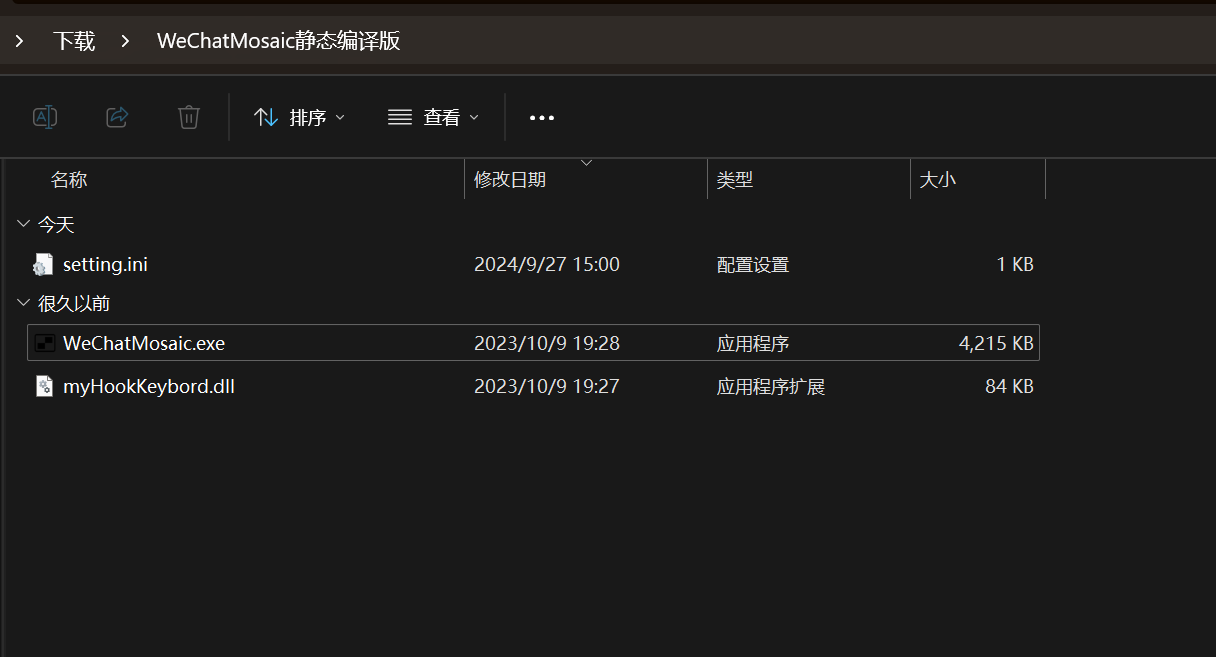 下载 WeChatMosaic静态编译版
排序 查看
名称 修改日期 类型 大小
今天
setting.ini 2024/9/27 15:00 配置设置 1 KB
很久以前
WeChatMosaic.exe 2023/10/9 19:28 应用程序 4,215 KB
myHookKeybord.dll 2023/10/9 19:27 应用程序扩展 84 KB